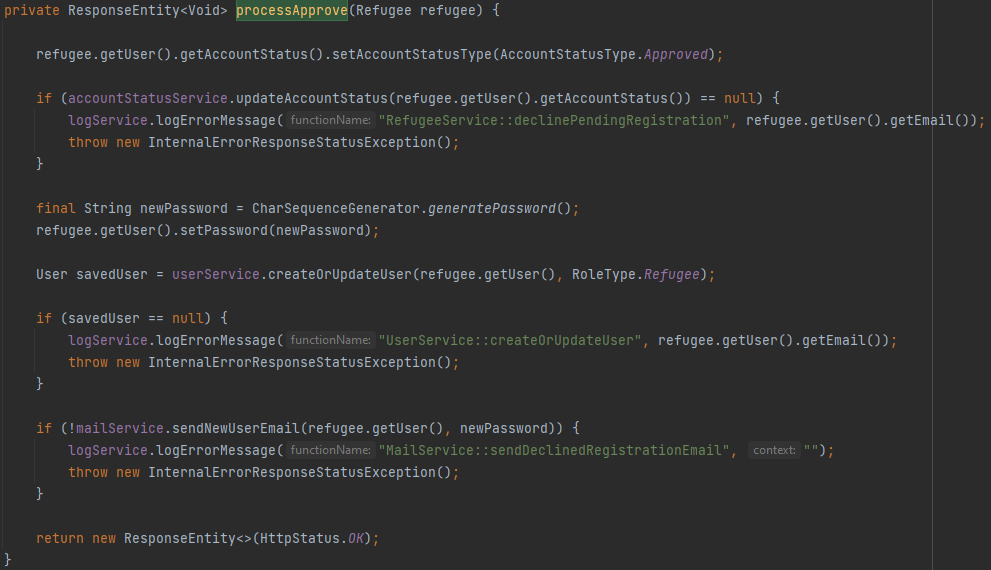 private ResponseEntity<Void> processApprove(Refugee refugee) {
refugee.getUser().getAccountStatus().setAccountStatusType(AccountStatusType.Approved);
if (accountStatusService.updateAccountStatus(refugee.getUser().getAccountStatus()) == null) {
logService.logErrorMessage( functionName: "RefugeeService::declinePendingRegistration", refugee.getUser().getEmail());
throw new InternalErrorResponseStatusException();
}
final String newPassword = CharSequenceGenerator.generatePassword();
refugee.getUser().setPassword(newPassword);
User savedUser = userService.createOrUpdateUser(refugee.getUser(), RoleType.Refugee);
if (savedUser == null) {
logService.logErrorMessage( functionName: "UserService::createOrUpdateUser", refugee.getUser().getEmail());
throw new InternalErrorResponseStatusException();
}
if (!mailService.sendNewUserEmail(refugee.getUser(), newPassword)) {
logService.logErrorMessage( functionName: "MailService::sendDeclinedRegistrationEmail", context: "");
throw new InternalErrorResponseStatusException();
}
return new ResponseEntity<>(HttpStatus.OK);
}